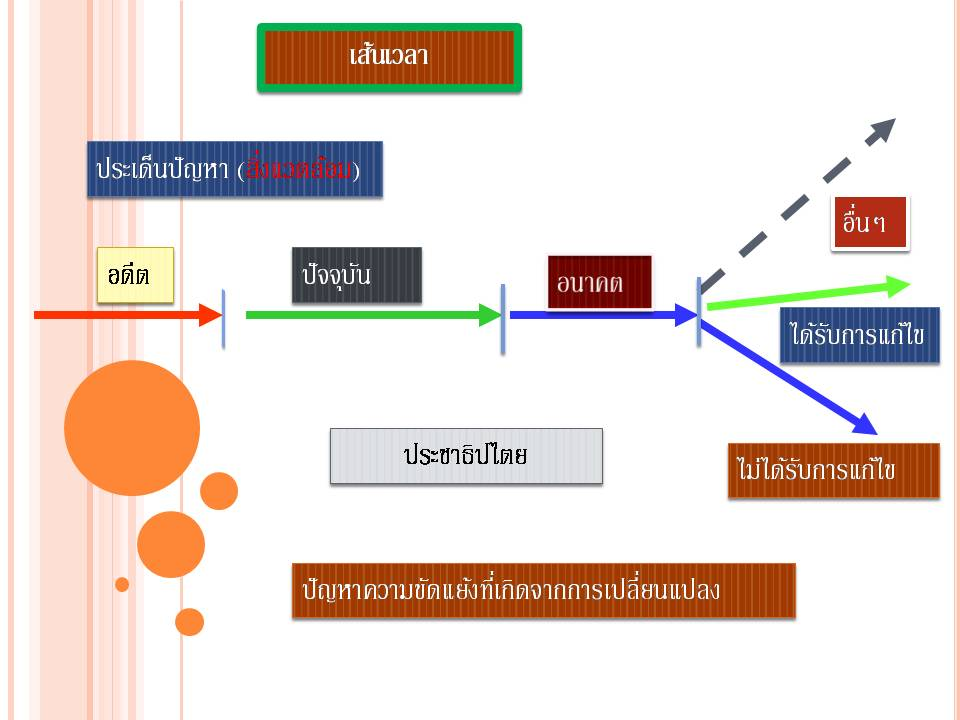 เส้นเวลา
ประเด็นปัญหา (สิ่งแวดล้อม)
อื่นๆ
อดีต
ปัจจุบัน
อนาคต
ได้รับการแก้ไข
ประชาธิปไตย
ไม่ได้รับการแก้ไข
ปัญหาความขัดแย้งที่เกิดจากการเปลี่ยนแปลง